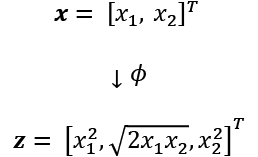 𝒙 = [x₁, x₂]ᵀ
↓ ϕ
𝒛 = [x₁², √(2x₁x₂), x₂²]ᵀ